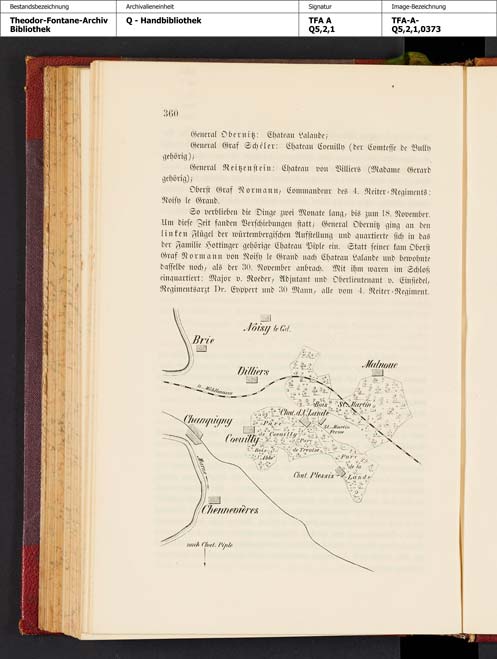 Bestandsbezeichnung
Archivalieneinheit
Signatur
Image-Bezeichnung
Theodor-Fontane-Archiv
Bibliothek
Q - Handbibliothek
TFA A
Q5,2,1
TFA-A-
Q5,2,1,0373
360
General Obernitz: Chateau Lalande;
General Graf Schéler: Chateau Coeuilly (der Comtesse de Bully
gehörig);
General Reitzenstein: Chateau von Villiers (Madame Gerard
gehörig);
Oberst Graf Normann, Commandeur des 4. Reiter-Regiments:
Noisy le Grand.
So verblieben die Dinge zwei Monate lang, bis zum 18. November.
Um diese Zeit fanden Verschiebungen statt; General Obernitz ging an den
linken Flügel der würtembergischen Aufstellung und quartierte sich in das
der Familie Hottinger gehörige Chateau Piple ein. Statt seiner kam Oberst
Graf Normann von Noisy le Grand nach Chateau Lalande und bewohnte
dasselbe noch, als der 30. November anbrach. Mit ihm waren im Schloß
einquartiert: Major v. Roeder, Adjutant und Oberlieutenant v. Einsiedel,
Regimentsarzt Dr. Eyppert und 30 Mann, alle vom 4. Reiter-Regiment.
Noisy le Gd.
Brie
Villiers
Malnoue
n. Mühlhausen
Bois St. Martin
Chat. d. l. Lande
Champigny
Parc
de Coeuilly
St. Martin
Ferme
Coeuilly
Parc
de
Bois
l'Abbé
Parc
de la
Lande
Marne
Chat. Plessis
Chennevières
nach Chat. Piple